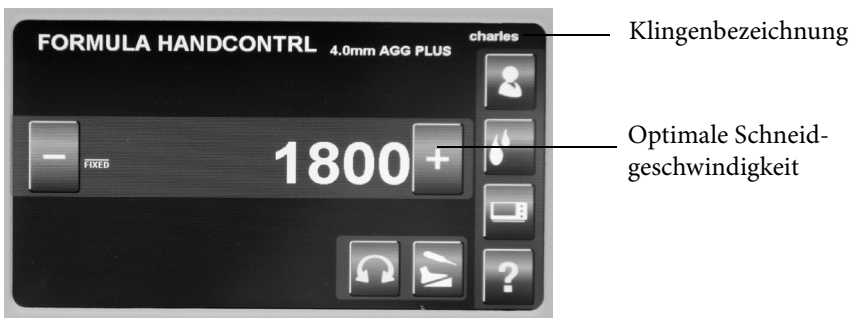 FORMULA HANDCONTRL 4.0mm AGG PLUS charles
Klingenbezeichnung
− FIXED 1800 +
Optimale Schneid-
geschwindigkeit
?